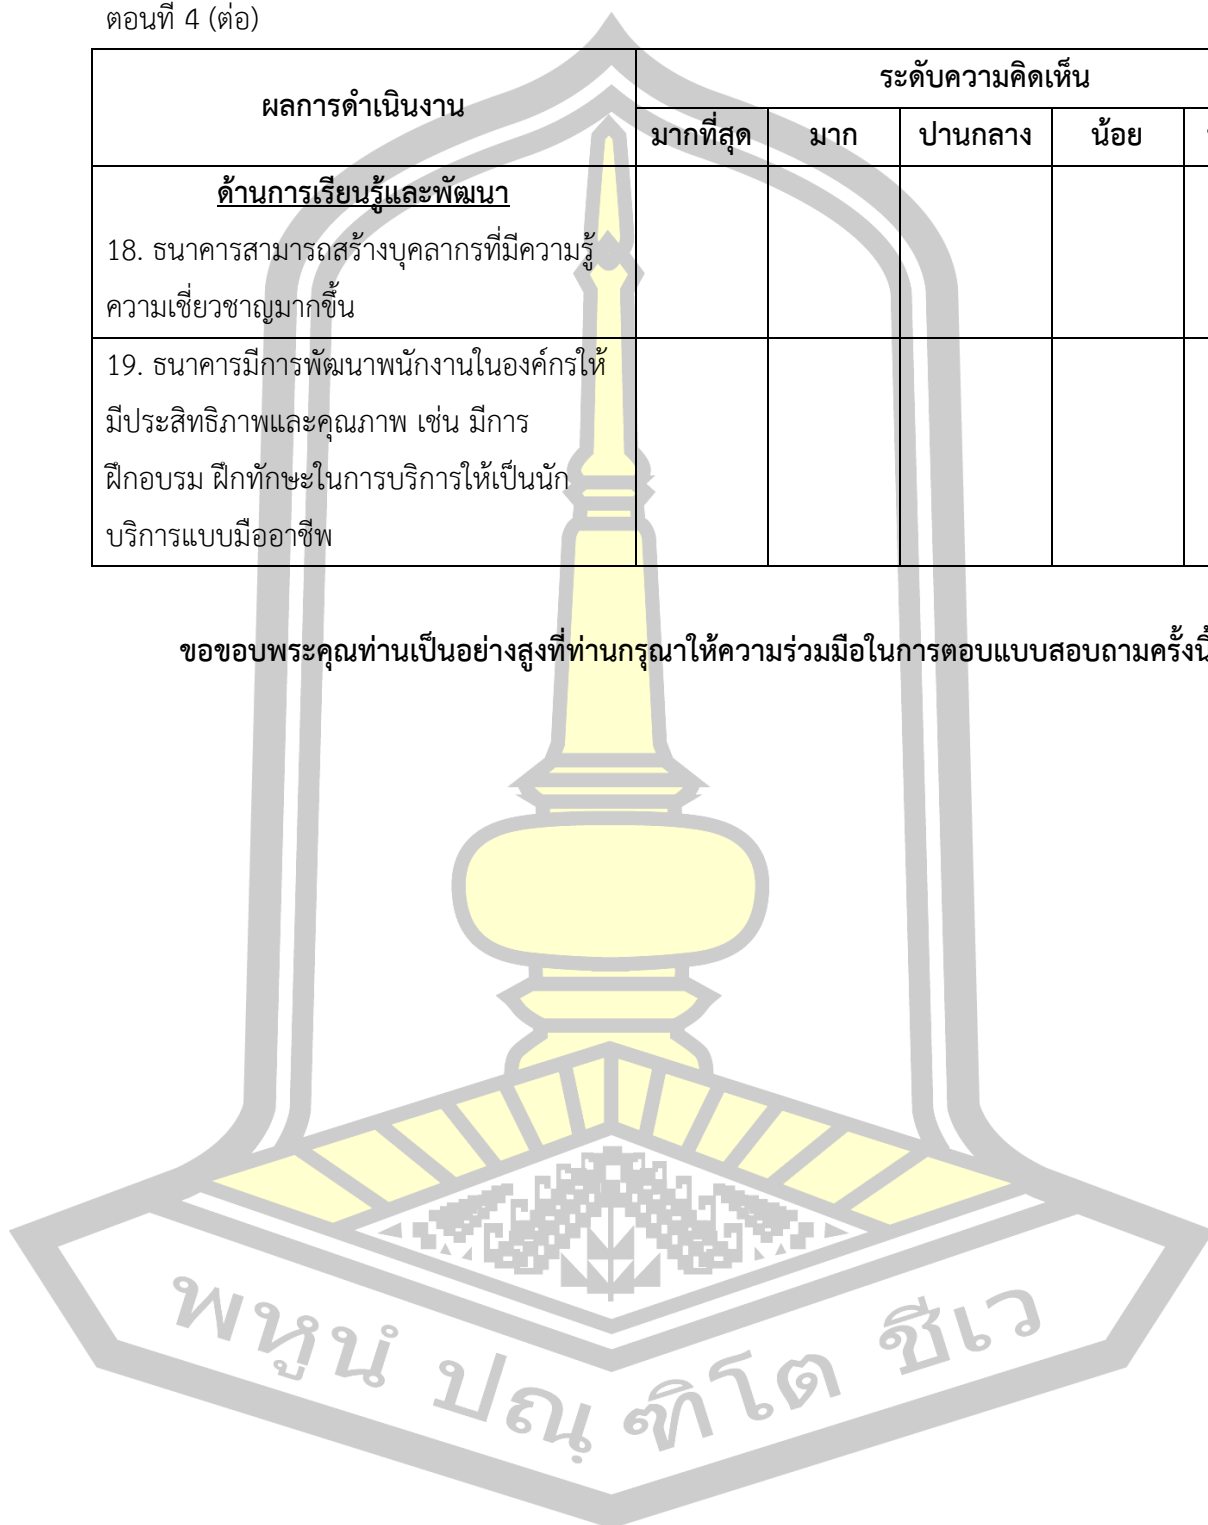 ตอนที่ 4 (ต่อ)
ผลการดำเนินงาน
ระดับความคิดเห็น
มากที่สุด มาก ปานกลาง น้อย
ด้านการเรียนรู้และพัฒนา
18. ธนาคารสามารถสร้างบุคลากรที่มีความรู้
ความเชี่ยวชาญมากขึ้น
19. ธนาคารมีการพัฒนาพนักงานในองค์กรให้
มีประสิทธิภาพและคุณภาพ เช่น มีการ
ฝึกอบรม ฝึกทักษะในการบริการให้เป็นนัก
บริการแบบมืออาชีพ
ขอขอบพระคุณท่านเป็นอย่างสูงที่ท่านกรุณาให้ความร่วมมือในการตอบแบบสอบถามครั้งนี้
พหูนํ ปณฺฑิโต ชีเว